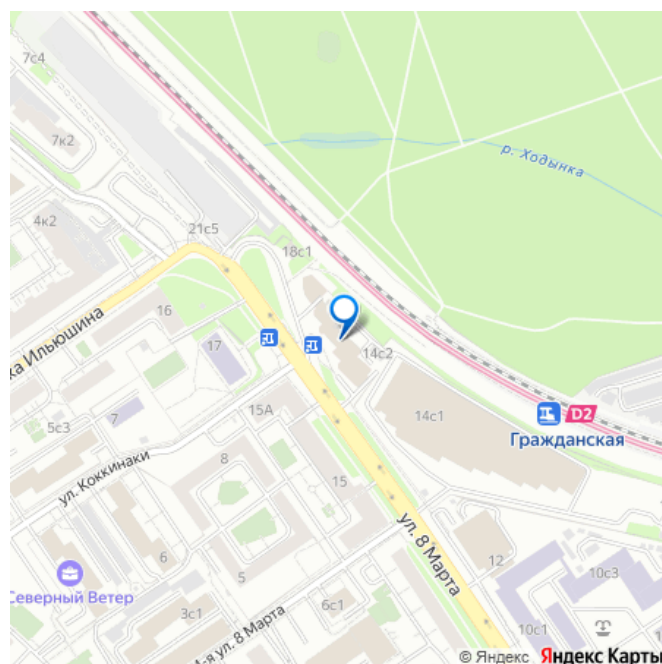 7с4
7к2
р. Ходынка
4к2
21с5
18с1
16
17
14с2
ка Ильюшина
15А
14с1
D2
Гражданская
5с3
7
8
ул. Коккинаки
15
ул. 8 Марта
12
6
10с3
Северный Ветер
5
6с1
3с1
4-я ул. 8 Марта
10с1
© Яндекс Яндекс Карты